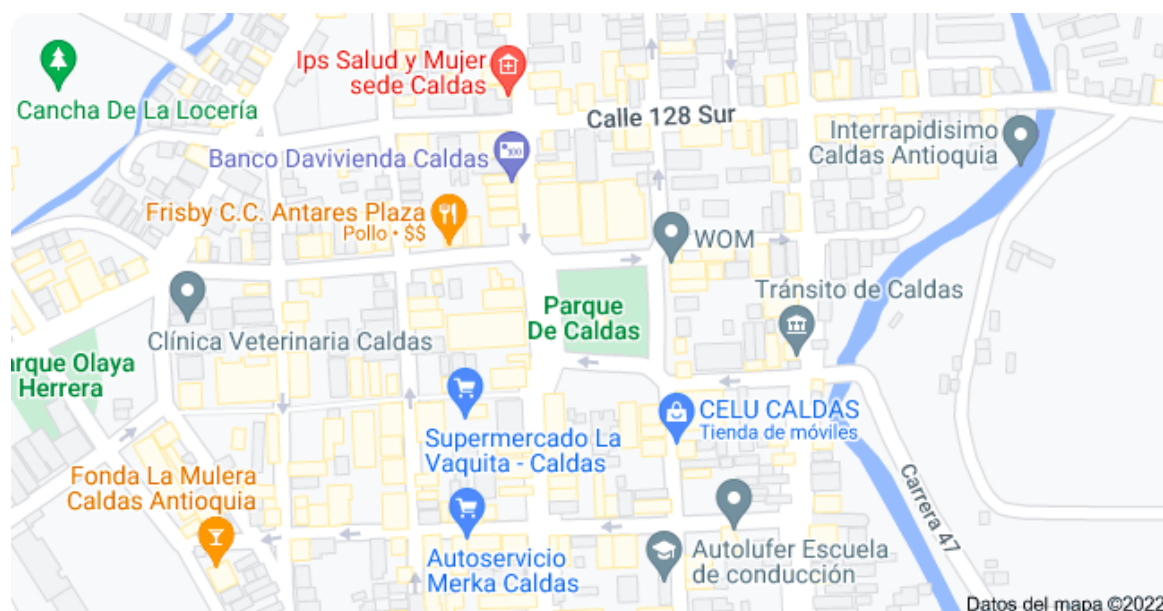 Ips Salud y Mujer
sede Caldas
Cancha De La Locería
Calle 128 Sur
Interrapidisimo
Caldas Antioquia
Banco Davivienda Caldas
Frisby C.C. Antares Plaza
Pollo • $$
WOM
Tránsito de Caldas
Parque
De Caldas
Clínica Veterinaria Caldas
arque Olaya
Herrera
CELU CALDAS
Tienda de móviles
Supermercado La
Vaquita - Caldas
Fonda La Mulera
Caldas Antioquia
Carrera 47
Autoservicio
Merka Caldas
Autolufer Escuela
de conducción
Datos del mapa ©2022